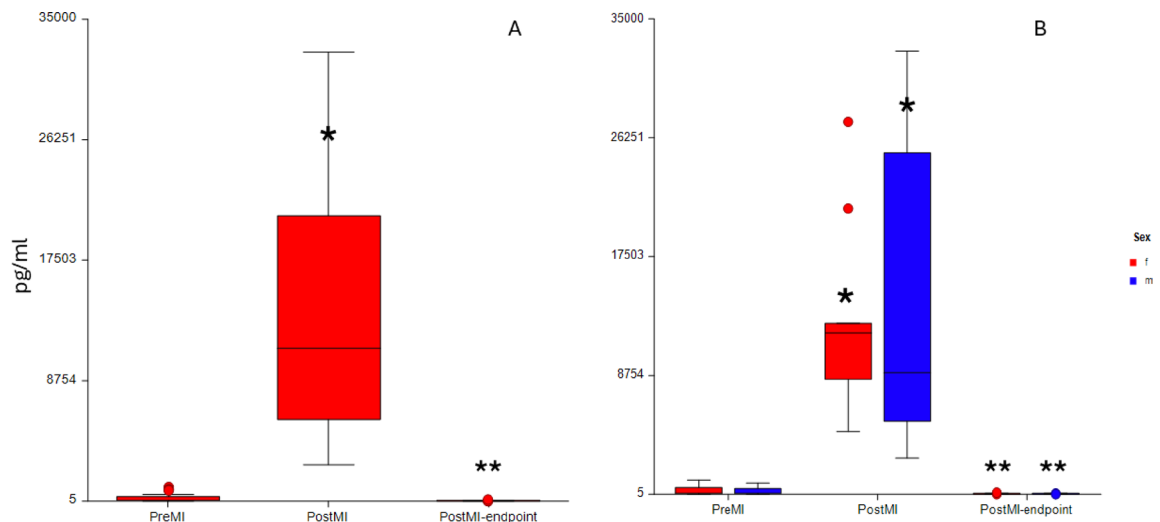 A
35000
26251
17503
8754
5
pg/ml
*
**
PreMI
PostMI
PostMI-endpoint
B
35000
26251
17503
8754
5
*
*
**
**
PreMI
PostMI
PostMI-endpoint
Sex
f
m